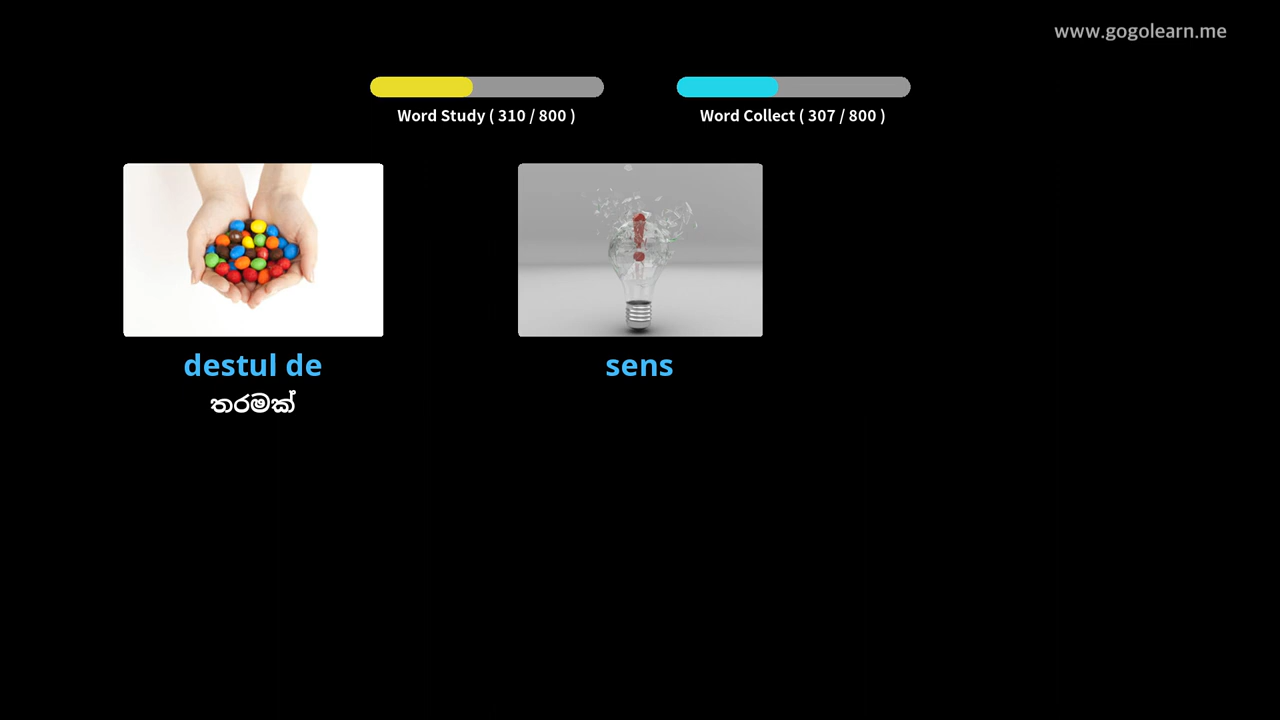 www.gogolearn.me
Word Study ( 310 / 800 )
Word Collect ( 307 / 800 )
destul de
තරමක්
sens